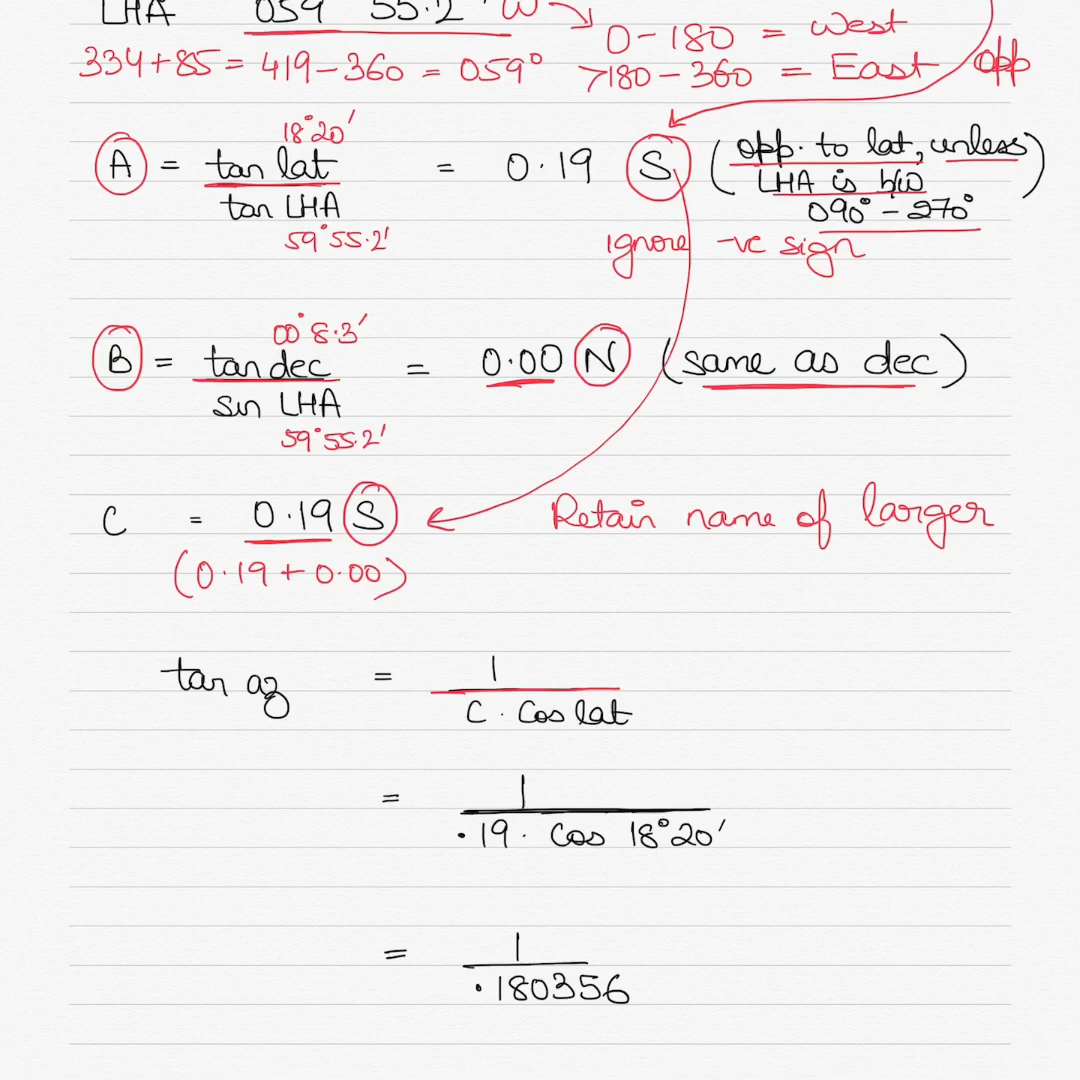 LHA 059° 55.2' W → 0-180 = West
334+85 = 419-360 = 059° >180-360 = East opp
18°20'
A = tan lat / tan LHA = 0.19 S (opp. to lat, unless
LHA is b/w
090° - 270°
59°55.2' ignore -ve sign
00°8.3'
B = tan dec / sin LHA = 0.00 N (same as dec)
59°55.2'
C = 0.19 S ← Retain name of larger
(0.19 + 0.00)
tan az = 1 / C . Cos lat
= 1 / .19 . Cos 18°20'
= 1 / .180356